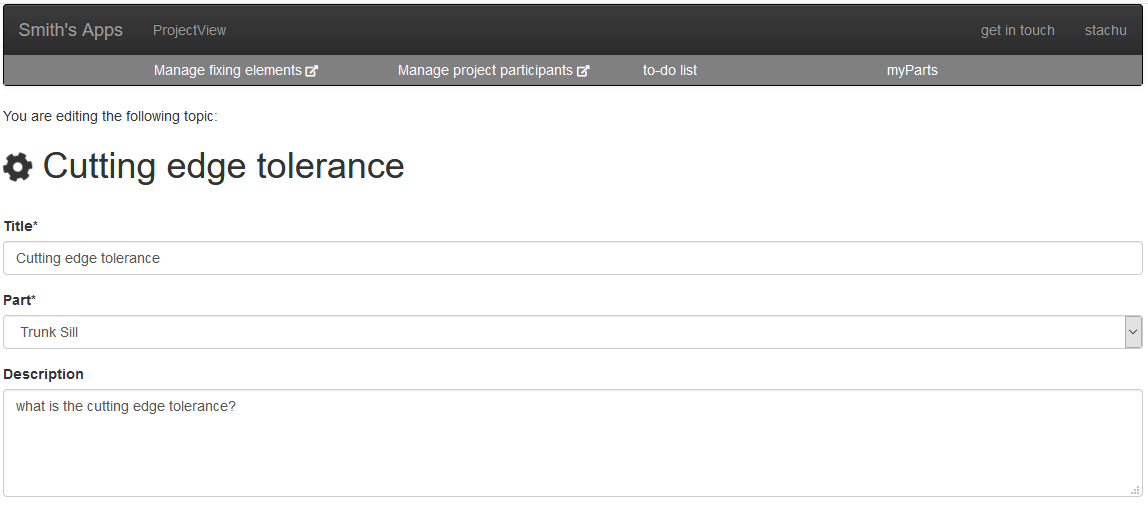 Smith's Apps ProjectView get in touch stachu
Manage fixing elements Manage project participants to-do list myParts
You are editing the following topic:
Cutting edge tolerance
Title*
Cutting edge tolerance
Part*
Trunk Sill
Description
what is the cutting edge tolerance?